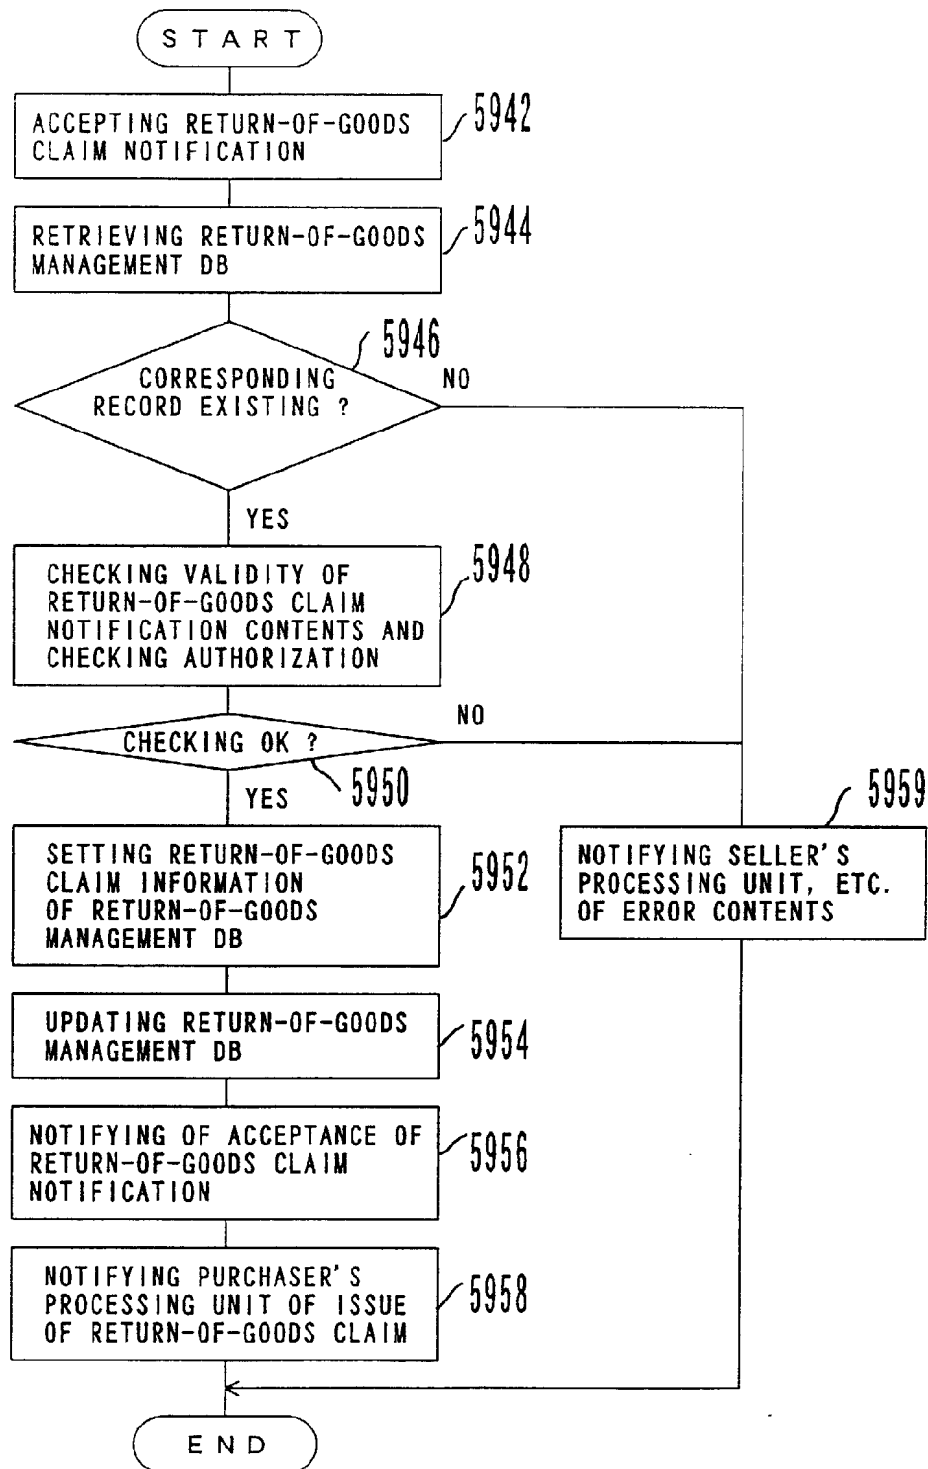 START
ACCEPTING RETURN-OF-GOODS
CLAIM NOTIFICATION
5942
RETRIEVING RETURN-OF-GOODS
MANAGEMENT DB
5944
5946
CORRESPONDING
RECORD EXISTING ?
NO
YES
CHECKING VALIDITY OF
RETURN-OF-GOODS CLAIM
NOTIFICATION CONTENTS AND
CHECKING AUTHORIZATION
5948
NO
CHECKING OK ?
5950
YES
SETTING RETURN-OF-GOODS
CLAIM INFORMATION
OF RETURN-OF-GOODS
MANAGEMENT DB
5952
5959
NOTIFYING SELLER'S
PROCESSING UNIT, ETC.
OF ERROR CONTENTS
UPDATING RETURN-OF-GOODS
MANAGEMENT DB
5954
NOTIFYING OF ACCEPTANCE OF
RETURN-OF-GOODS CLAIM
NOTIFICATION
5956
NOTIFYING PURCHASER'S
PROCESSING UNIT OF ISSUE
OF RETURN-OF-GOODS CLAIM
5958
END